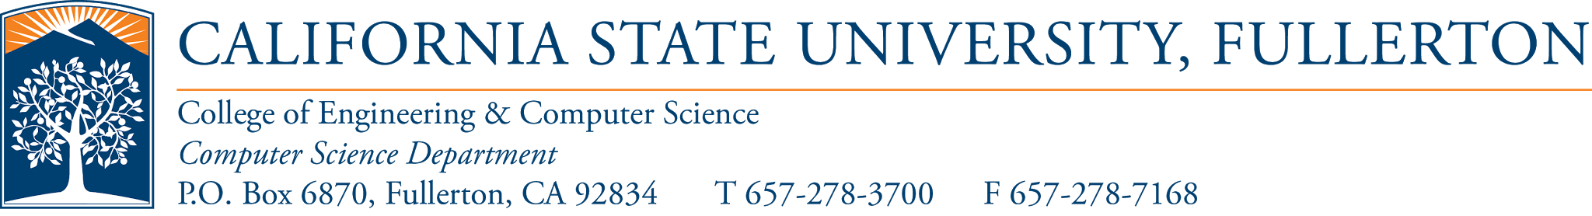 CALIFORNIA STATE UNIVERSITY, FULLERTON
College of Engineering & Computer Science
Computer Science Department
P.O. Box 6870, Fullerton, CA 92834 T 657-278-3700 F 657-278-7168